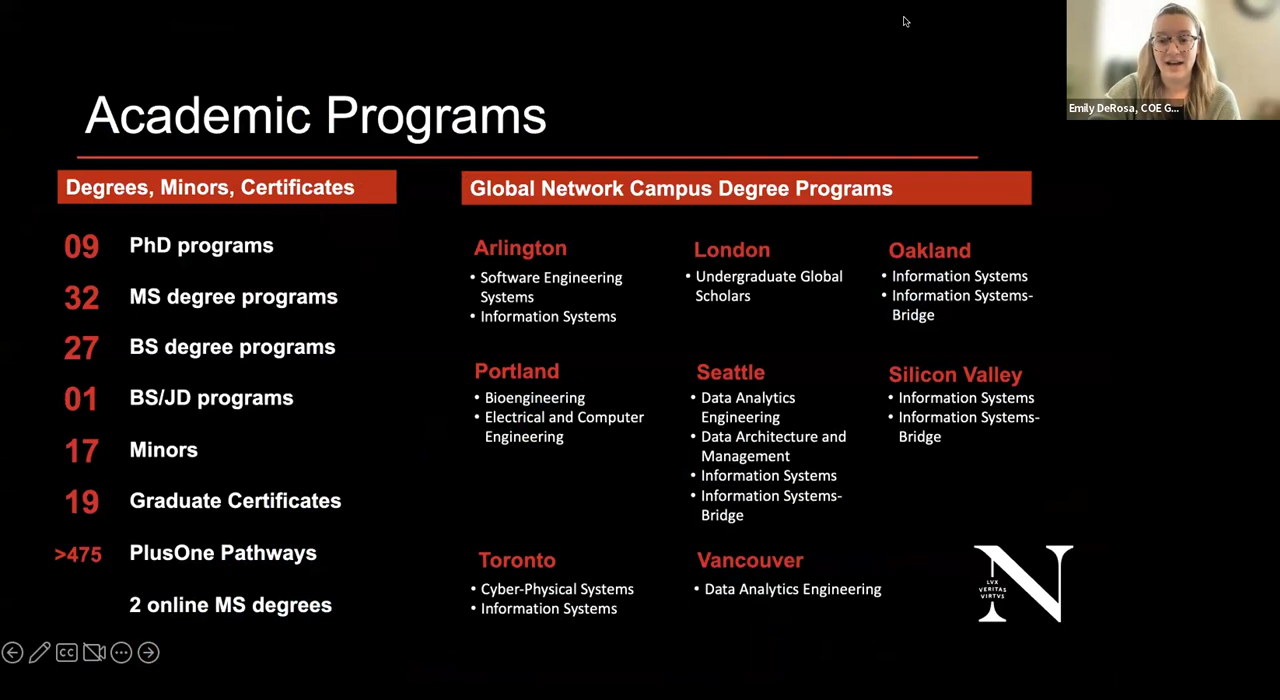 Emily DeRosa, COE G...
Academic Programs
Degrees, Minors, Certificates
09 PhD programs
32 MS degree programs
27 BS degree programs
01 BS/JD programs
17 Minors
19 Graduate Certificates
>475 PlusOne Pathways
2 online MS degrees
Global Network Campus Degree Programs
Arlington
• Software Engineering
Systems
• Information Systems
London
• Undergraduate Global
Scholars
Oakland
• Information Systems
• Information Systems-
Bridge
Portland
• Bioengineering
• Electrical and Computer
Engineering
Seattle
• Data Analytics
Engineering
• Data Architecture and
Management
• Information Systems
• Information Systems-
Bridge
Silicon Valley
• Information Systems
• Information Systems-
Bridge
Toronto
• Cyber-Physical Systems
• Information Systems
Vancouver
• Data Analytics Engineering
N
LVX
VERITAS
VIRTVS
CC